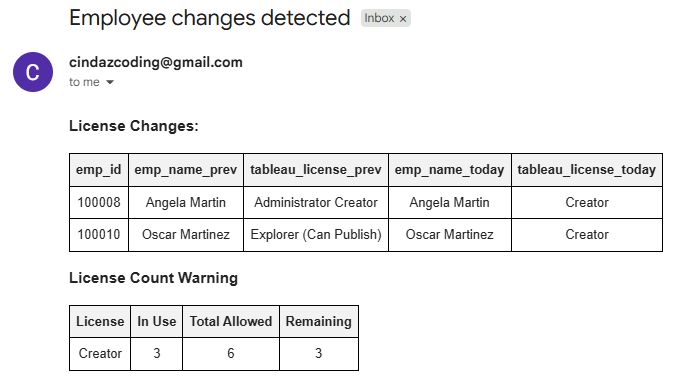 Employee changes detected Inbox ×
C
cindazcoding@gmail.com
to me
License Changes:
emp_id emp_name_prev tableau_license_prev emp_name_today tableau_license_today
100008 Angela Martin Administrator Creator Angela Martin Creator
100010 Oscar Martinez Explorer (Can Publish) Oscar Martinez Creator
License Count Warning
License In Use Total Allowed Remaining
Creator 3 6 3